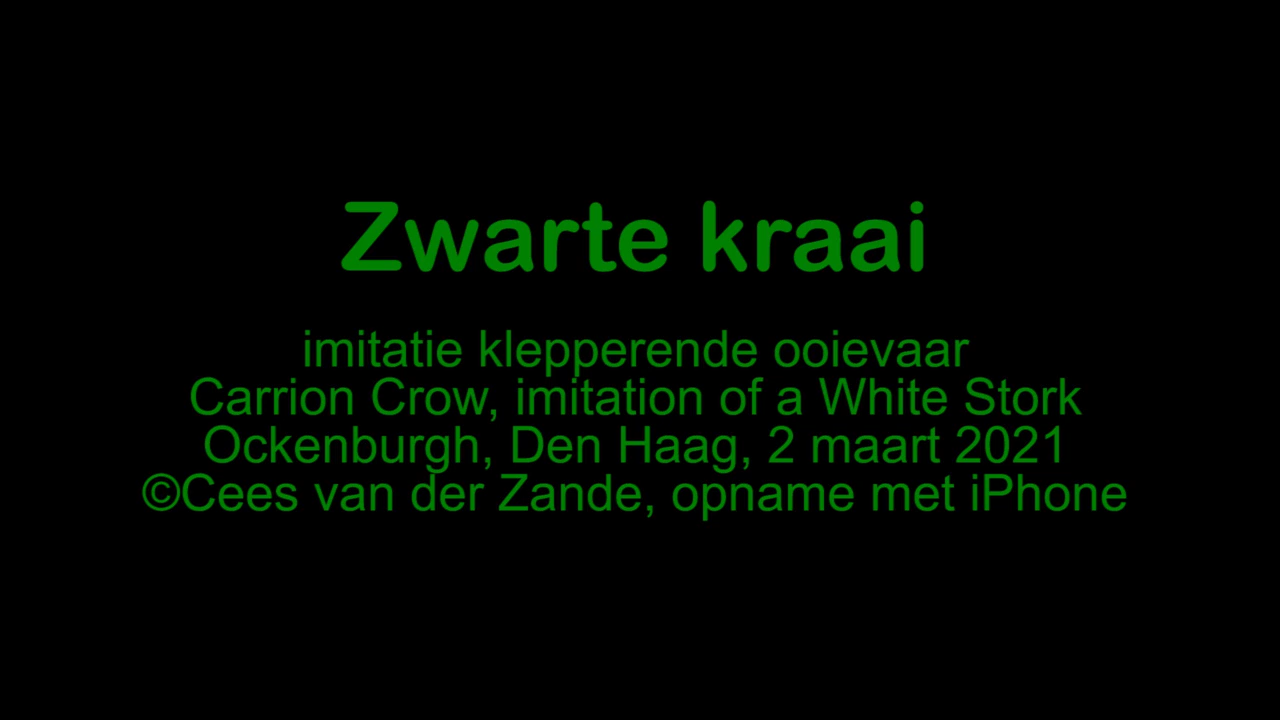 Zwarte kraai
imitatie klepperende ooievaar
Carrion Crow, imitation of a White Stork
Ockenburgh, Den Haag, 2 maart 2021
©Cees van der Zande, opname met iPhone